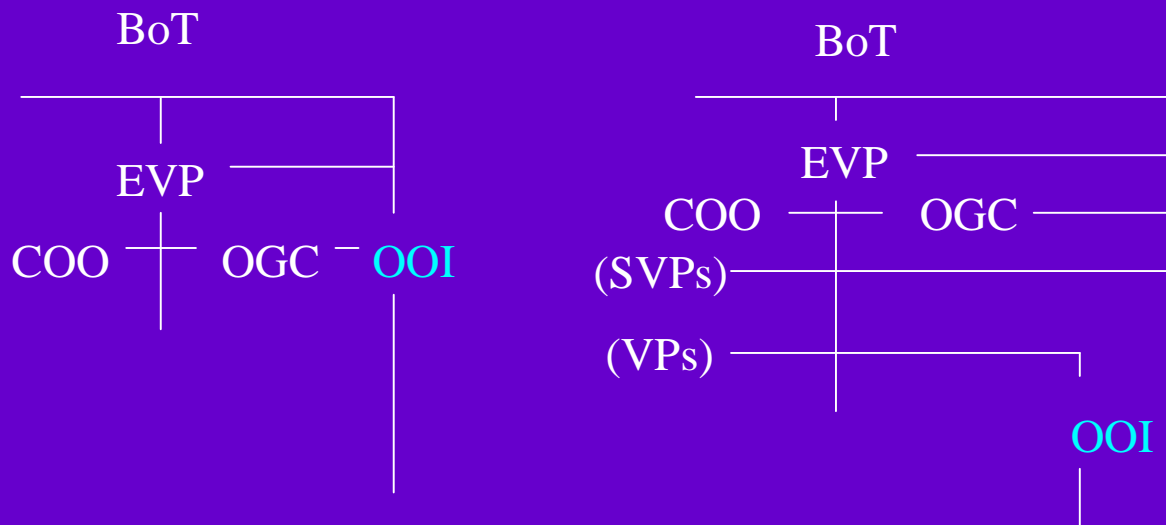 BoT
EVP
COO OGC OOI
BoT
EVP
COO OGC
(SVPs)
(VPs)
OOI